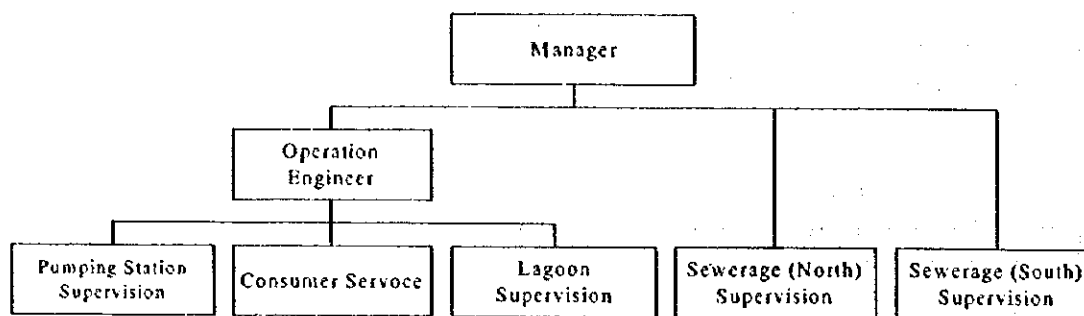 Manager
Operation
Engineer
Pumping Station
Supervision
Consumer Servoce
Lagoon
Supervision
Sewerage (North)
Supervision
Sewerage (South)
Supervision